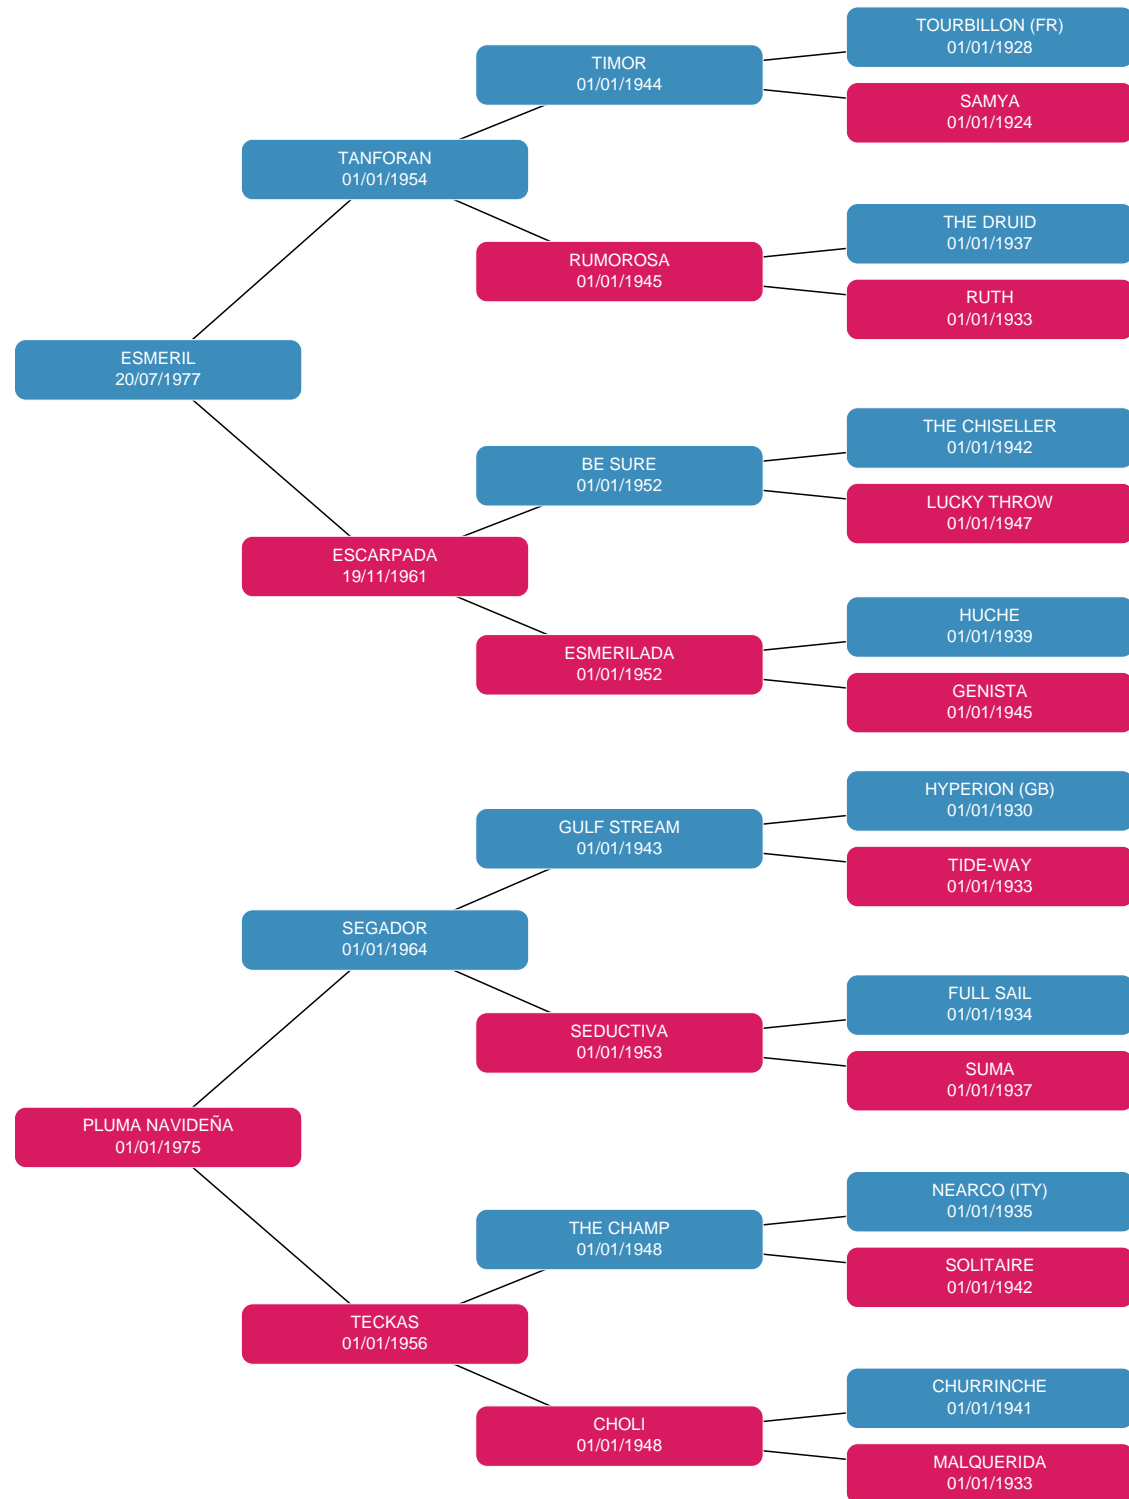 TOURBILLON (FR)
01/01/1928
TIMOR
01/01/1944
SAMYA
01/01/1924
TANFORAN
01/01/1954
THE DRUID
01/01/1937
RUMOROSA
01/01/1945
RUTH
01/01/1933
ESMERIL
20/07/1977
THE CHISELLER
01/01/1942
BE SURE
01/01/1952
LUCKY THROW
01/01/1947
ESCARPADA
19/11/1961
HUCHE
01/01/1939
ESMERILADA
01/01/1952
GENISTA
01/01/1945
HYPERION (GB)
01/01/1930
GULF STREAM
01/01/1943
TIDE-WAY
01/01/1933
SEGADOR
01/01/1964
FULL SAIL
01/01/1934
SEDUCTIVA
01/01/1953
SUMA
01/01/1937
PLUMA NAVIDEÑA
01/01/1975
NEARCO (ITY)
01/01/1935
THE CHAMP
01/01/1948
SOLITAIRE
01/01/1942
TECKAS
01/01/1956
CHURRINCHE
01/01/1941
CHOLI
01/01/1948
MALQUERIDA
01/01/1933